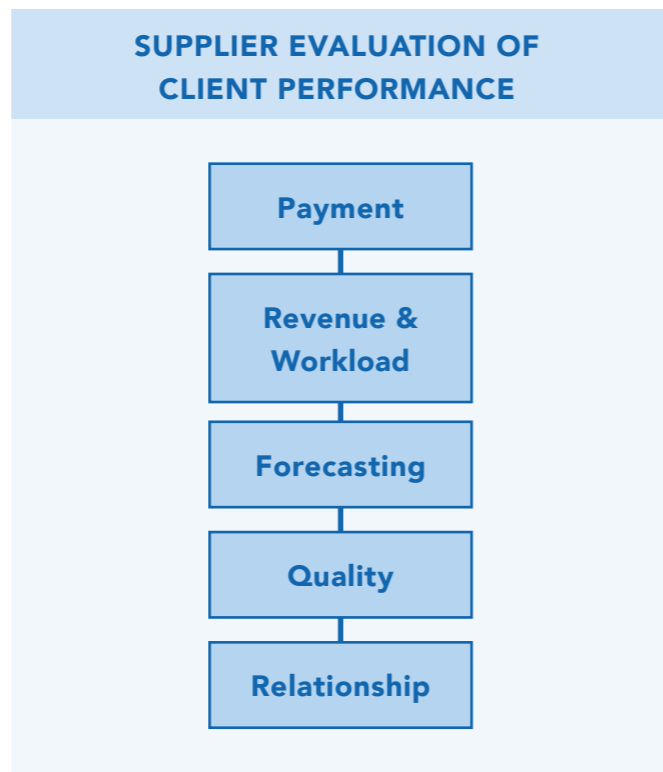 SUPPLIER EVALUATION OF
CLIENT PERFORMANCE
Payment
Revenue &
Workload
Forecasting
Quality
Relationship